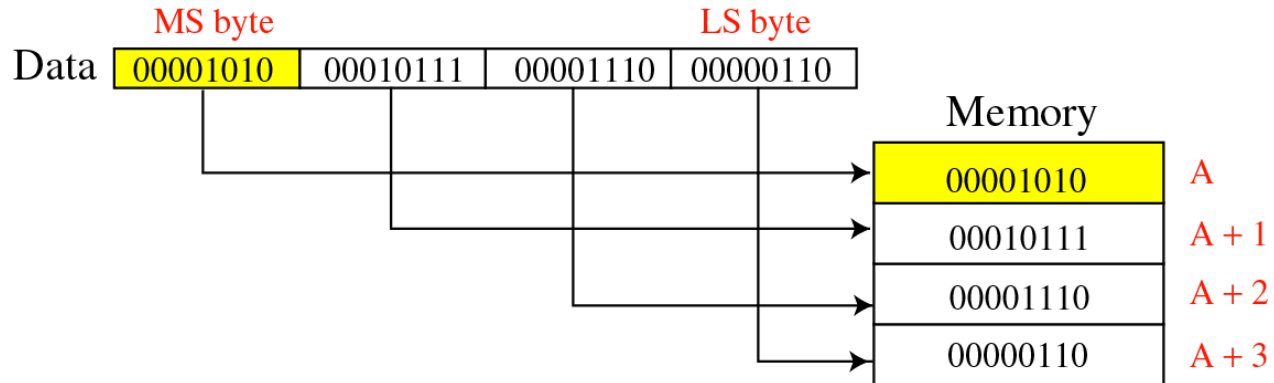 MS byte LS byte
Data 00001010 00010111 00001110 00000110
Memory
00001010 A
00010111 A + 1
00001110 A + 2
00000110 A + 3